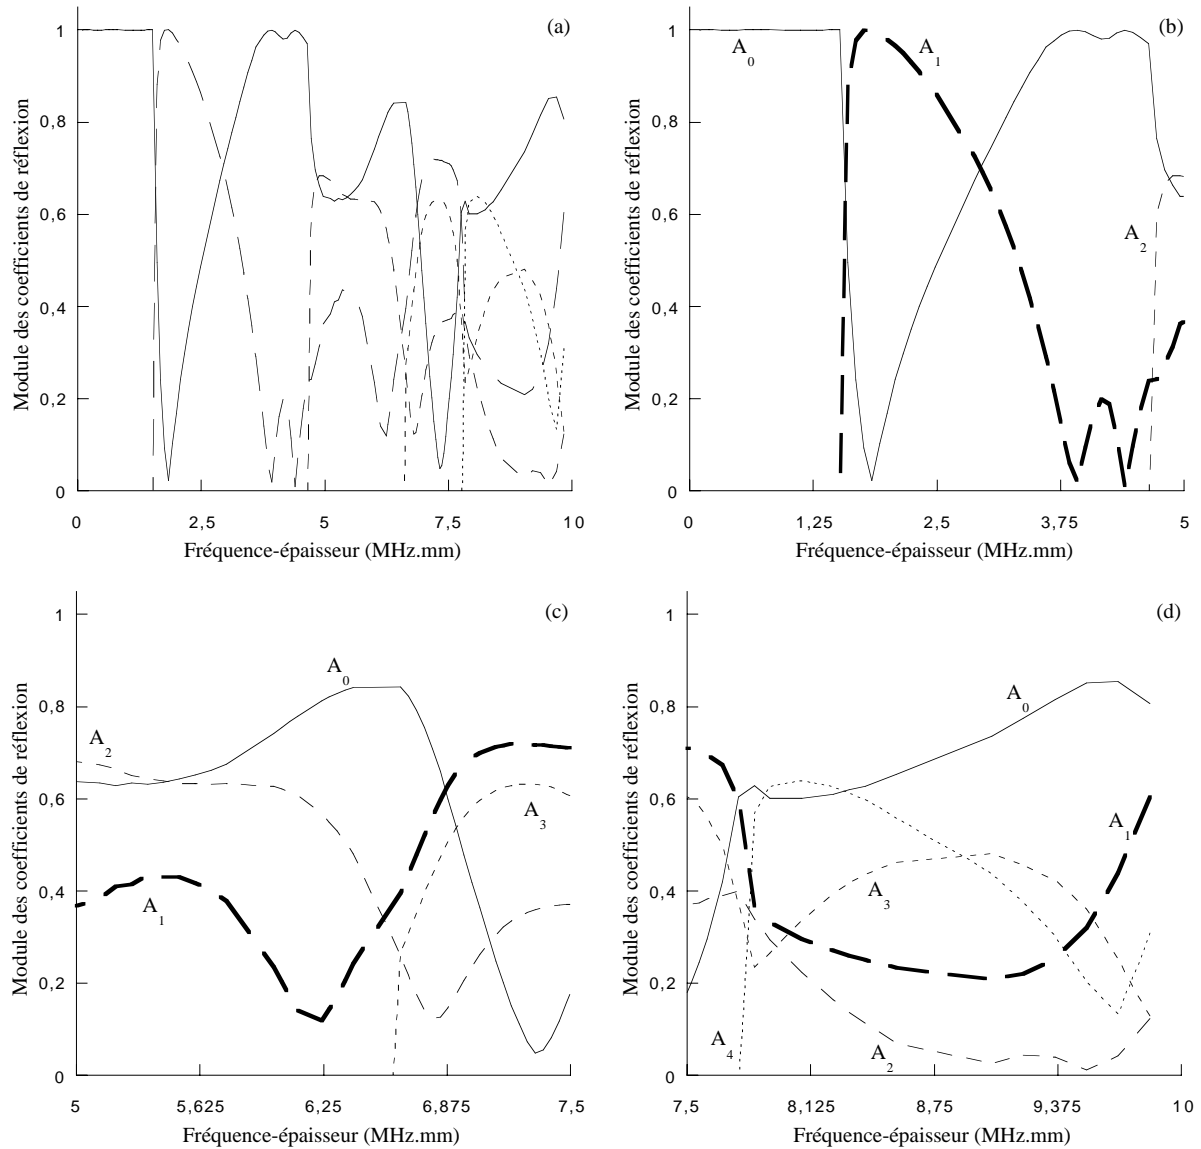 (a)
Module des coefficients de réflexion
1
0,8
0,6
0,4
0,2
0
0 2,5 5 7,5 10
Fréquence-épaisseur (MHz.mm)
(b)
Module des coefficients de réflexion
1
0,8
0,6
0,4
0,2
0
A0
A1
A2
0 1,25 2,5 3,75 5
Fréquence-épaisseur (MHz.mm)
(c)
Module des coefficients de réflexion
1
0,8
0,6
0,4
0,2
0
A0
A2
A3
A1
5 5,625 6,25 6,875 7,5
Fréquence-épaisseur (MHz.mm)
(d)
Module des coefficients de réflexion
1
0,8
0,6
0,4
0,2
0
A0
A1
A3
A4
A2
7,5 8,125 8,75 9,375 10
Fréquence-épaisseur (MHz.mm)